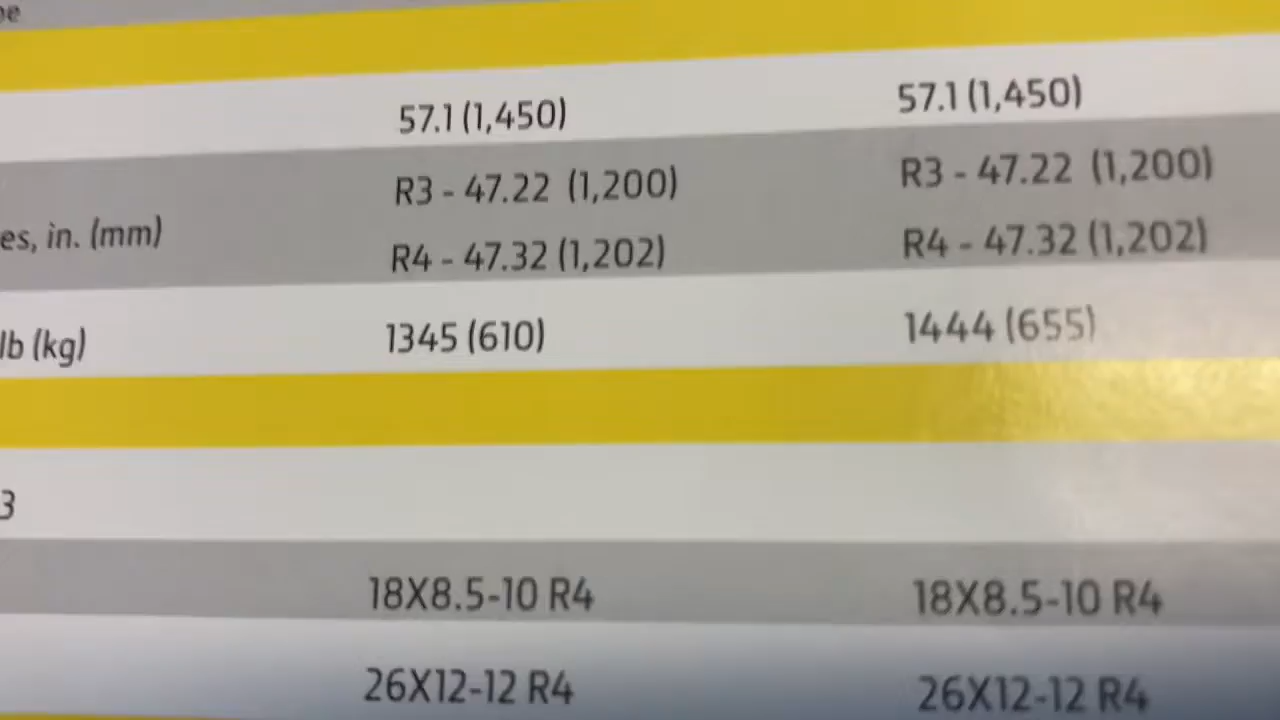 57.1 (1,450) 57.1 (1,450)
R3 - 47.22 (1,200) R3 - 47.22 (1,200)
es, in. (mm)
R4 - 47.32 (1,202) R4 - 47.32 (1,202)
lb (kg) 1345 (610) 1444 (655)
3
18X8.5-10 R4 18X8.5-10 R4
26X12-12 R4 26X12-12 R4